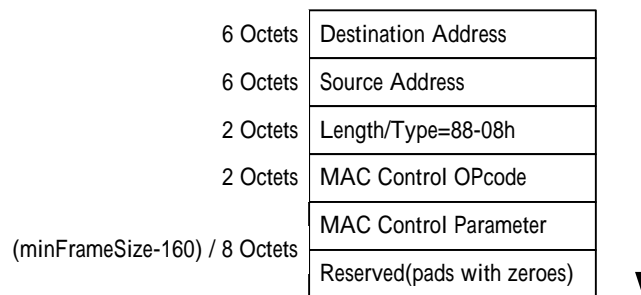 6 Octets Destination Address
6 Octets Source Address
2 Octets Length/Type=88-08h
2 Octets MAC Control OPcode
MAC Control Parameter
(minFrameSize-160) / 8 Octets
Reserved(pads with zeroes)